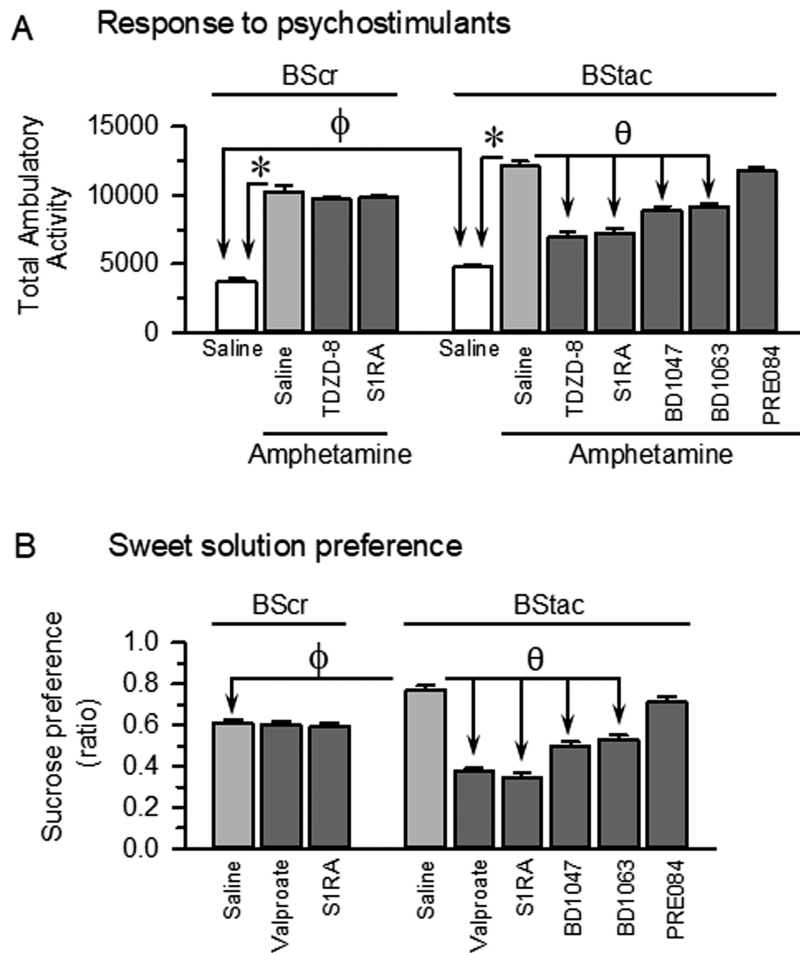 A Response to psychostimulants
BScr BStac
Total Ambulatory
Activity
15000
10000
5000
0
ϕ
*
*
θ
Saline
Saline
TDZD-8
S1RA
Saline
Saline
TDZD-8
S1RA
BD1047
BD1063
PRE084
Amphetamine Amphetamine
B Sweet solution preference
BScr BStac
Sucrose preference
(ratio)
1.0
0.8
0.6
0.4
0.2
0.0
ϕ
θ
Saline
Valproate
S1RA
Saline
Valproate
S1RA
BD1047
BD1063
PRE084